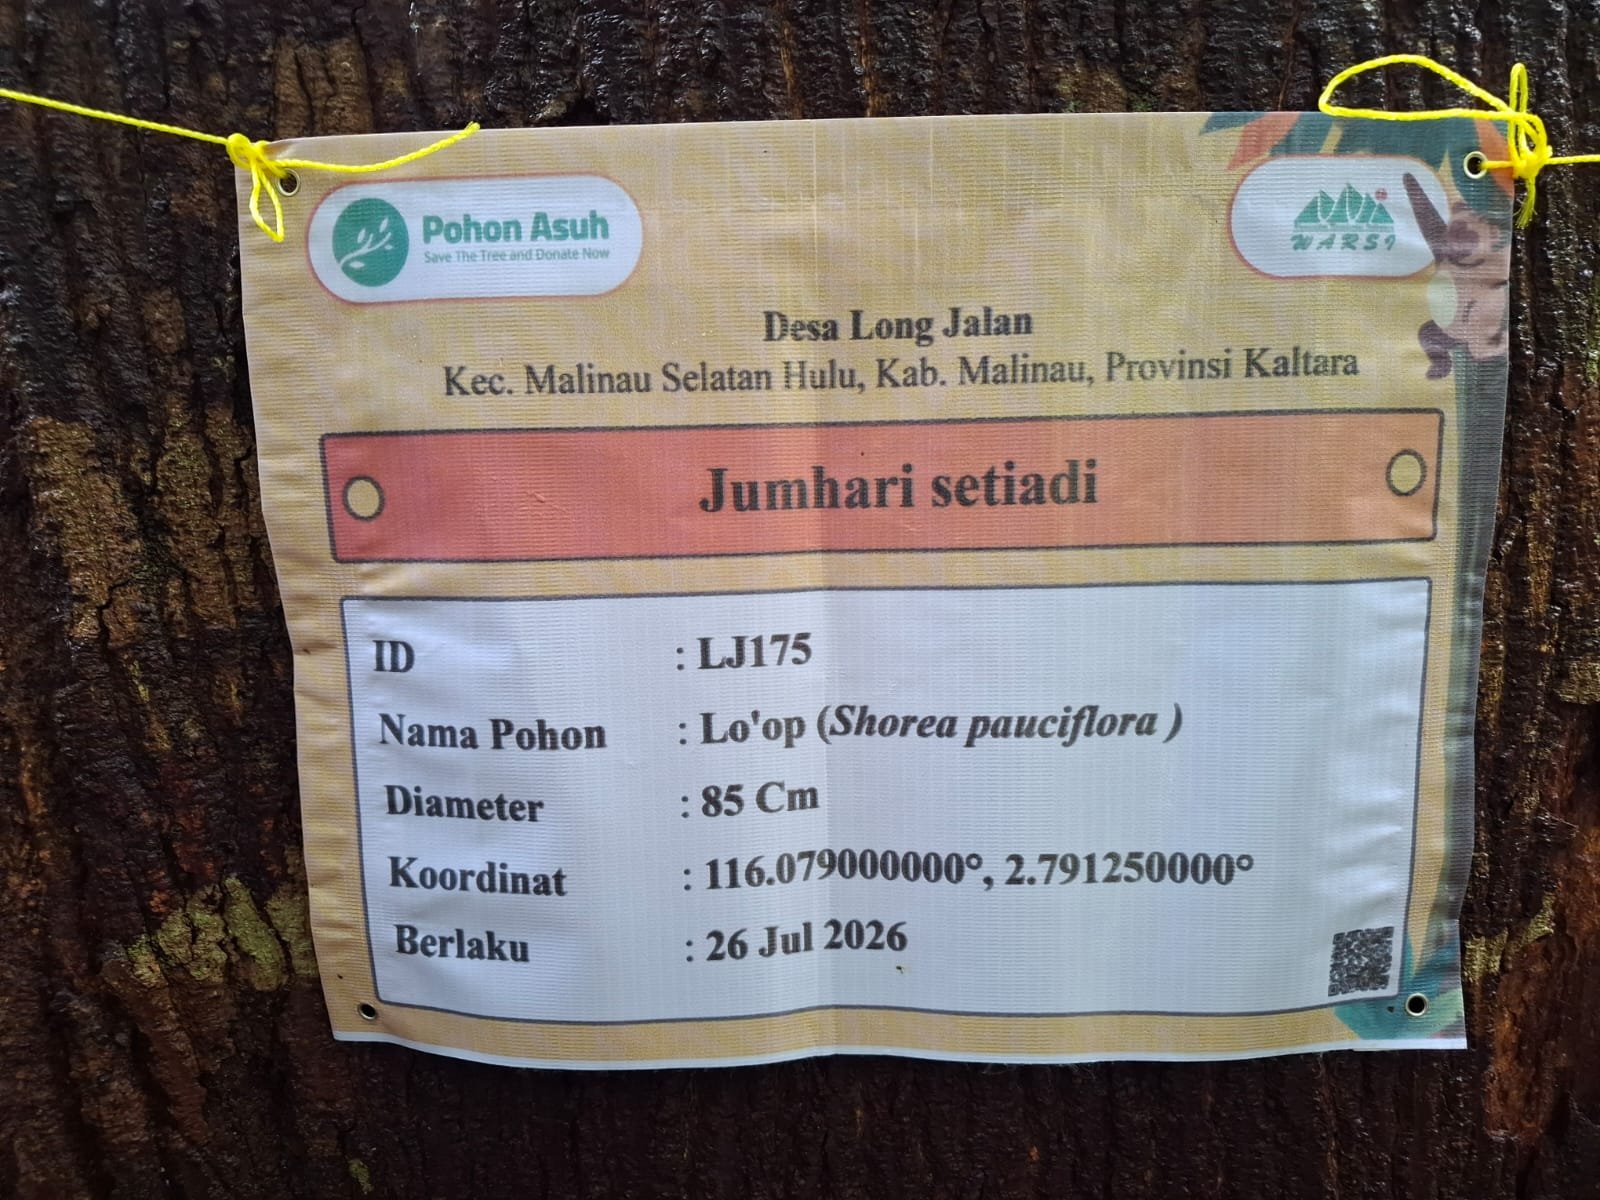 Pohon Asuh
Save The Tree and Donate Now
WARSI
Desa Long Jalan
Kec. Malinau Selatan Hulu, Kab. Malinau, Provinsi Kaltara
Jumhari setiadi
ID : LJ175
Nama Pohon : Lo'op (Shorea pauciflora )
Diameter : 85 Cm
Koordinat : 116.079000000°, 2.791250000°
Berlaku : 26 Jul 2026